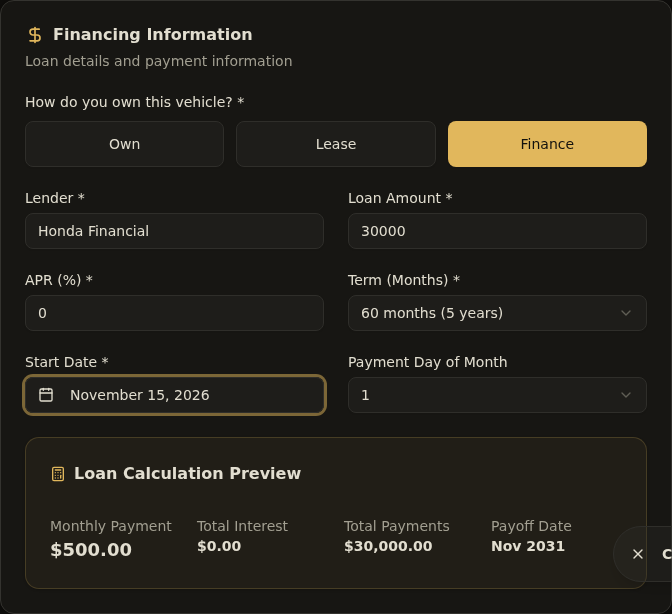 Financing Information
Loan details and payment information
How do you own this vehicle? *
Own Lease Finance
Lender * Loan Amount *
Honda Financial 30000
APR (%) * Term (Months) *
0 60 months (5 years)
Start Date * Payment Day of Month
November 15, 2026 1
Loan Calculation Preview
Monthly Payment Total Interest Total Payments Payoff Date
$500.00 $0.00 $30,000.00 Nov 2031